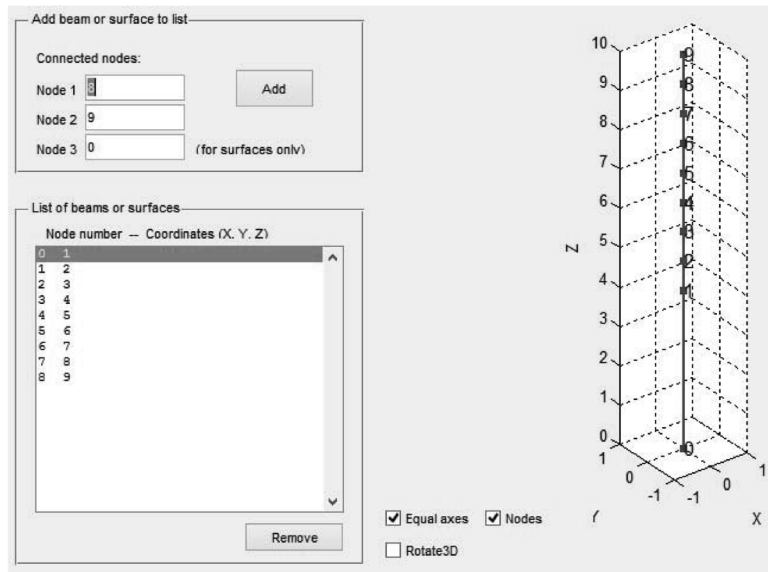 Add beam or surface to list
Connected nodes:
Node 1 8
Add
Node 2 9
Node 3 0 (for surfaces only)
List of beams or surfaces
Node number -- Coordinates (X, Y, Z)
0 1
1 2
2 3
3 4
4 5
5 6
6 7
7 8
8 9
Remove
Equal axes
Nodes
Rotate3D
10
9
8
7
6
5
4
3
2
1
0
Z
9
8
7
6
5
4
3
2
1
0
1
0
-1
Y
-1
0
1
X